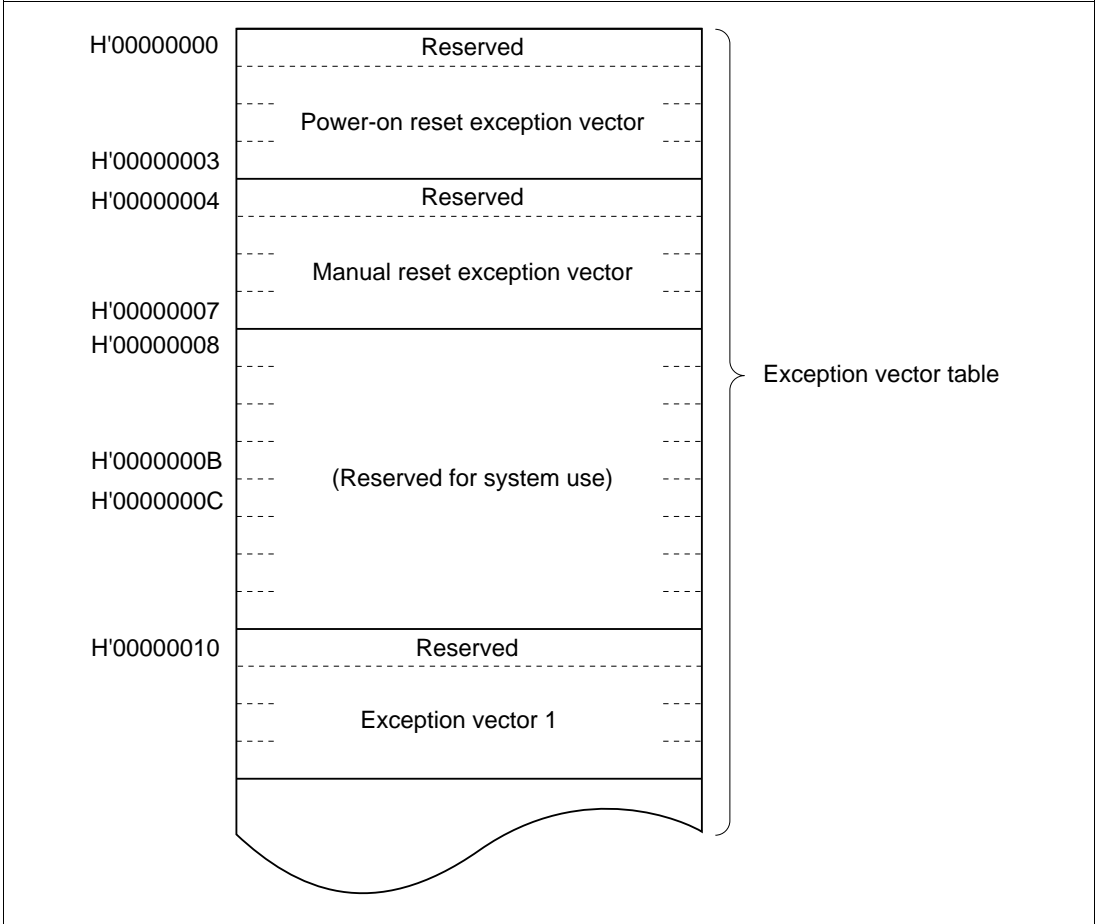 H'00000000
Reserved
Power-on reset exception vector
H'00000003
H'00000004
Reserved
Manual reset exception vector
H'00000007
H'00000008
Exception vector table
H'0000000B
(Reserved for system use)
H'0000000C
H'00000010
Reserved
Exception vector 1